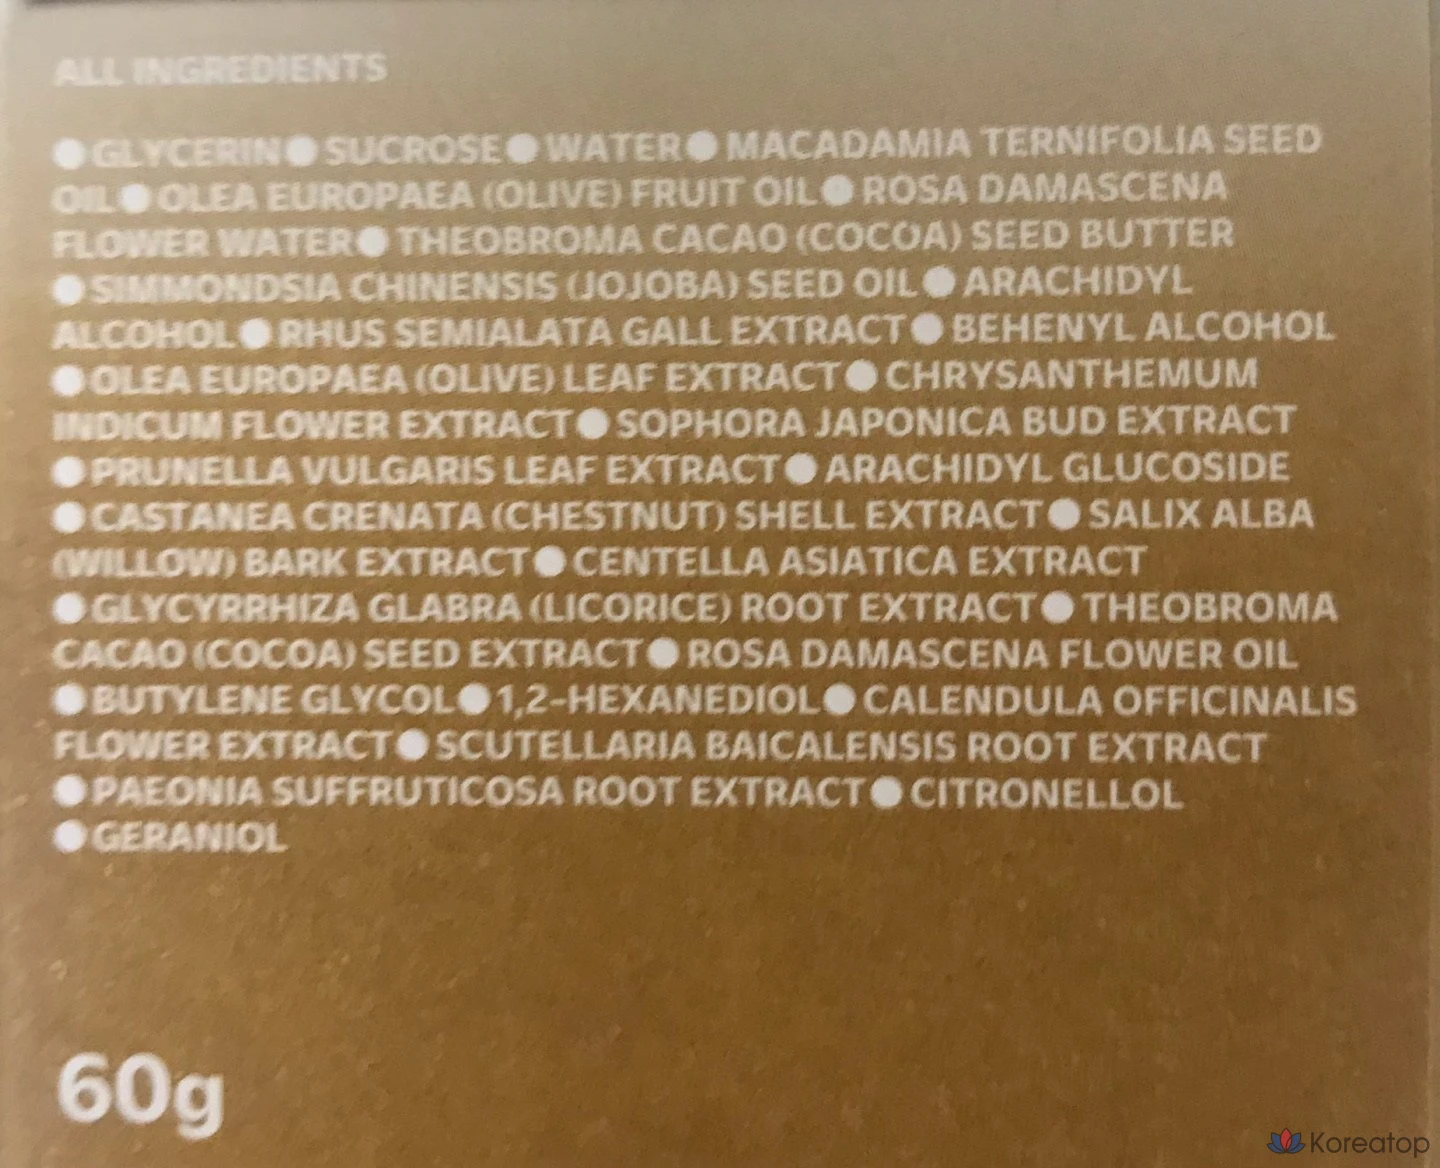 ALL INGREDIENTS
●GLYCERIN●SUCROSE●WATER●MACADAMIA TERNIFOLIA SEED
OIL●OLEA EUROPAEA (OLIVE) FRUIT OIL●ROSA DAMASCENA
FLOWER WATER●THEOBROMA CACAO (COCOA) SEED BUTTER
●SIMMONDSIA CHINENSIS (JOJOBA) SEED OIL●ARACHIDYL
ALCOHOL●RHUS SEMIALATA GALL EXTRACT●BEHENYL ALCOHOL
●OLEA EUROPAEA (OLIVE) LEAF EXTRACT●CHRYSANTHEMUM
INDICUM FLOWER EXTRACT●SOPHORA JAPONICA BUD EXTRACT
●PRUNELLA VULGARIS LEAF EXTRACT●ARACHIDYL GLUCOSIDE
●CASTANEA CRENATA (CHESTNUT) SHELL EXTRACT●SALIX ALBA
(WILLOW) BARK EXTRACT●CENTELLA ASIATICA EXTRACT
●GLYCYRRHIZA GLABRA (LICORICE) ROOT EXTRACT●THEOBROMA
CACAO (COCOA) SEED EXTRACT●ROSA DAMASCENA FLOWER OIL
●BUTYLENE GLYCOL●1,2-HEXANEDIOL●CALENDULA OFFICINALIS
FLOWER EXTRACT●SCUTELLARIA BAICALENSIS ROOT EXTRACT
●PAEONIA SUFFRUTICOSA ROOT EXTRACT●CITRONELLOL
●GERANIOL
60g
Koreatop